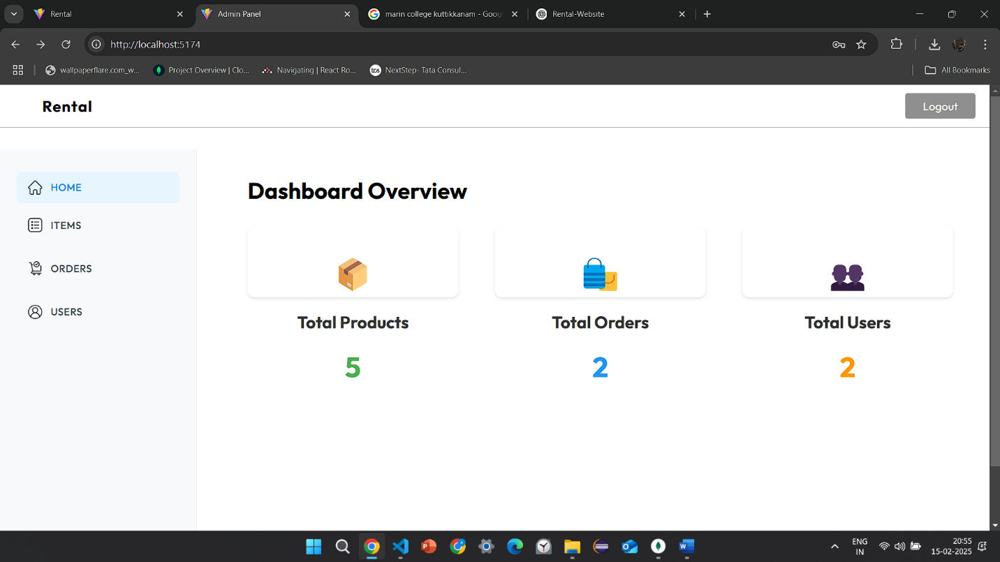 Rental
Admin Panel
marin college kuttikkanam - Goog
Rental-Website
http://localhost:5174
wallpaperflare.com_w...
Project Overview | Clo...
Navigating | React Ro...
tcs
NextStep- Tata Consul...
All Bookmarks
Rental
Logout
HOME
ITEMS
ORDERS
USERS
Dashboard Overview
Total Products
Total Orders
Total Users
5
2
2
ENG
IN
20:55
15-02-2025